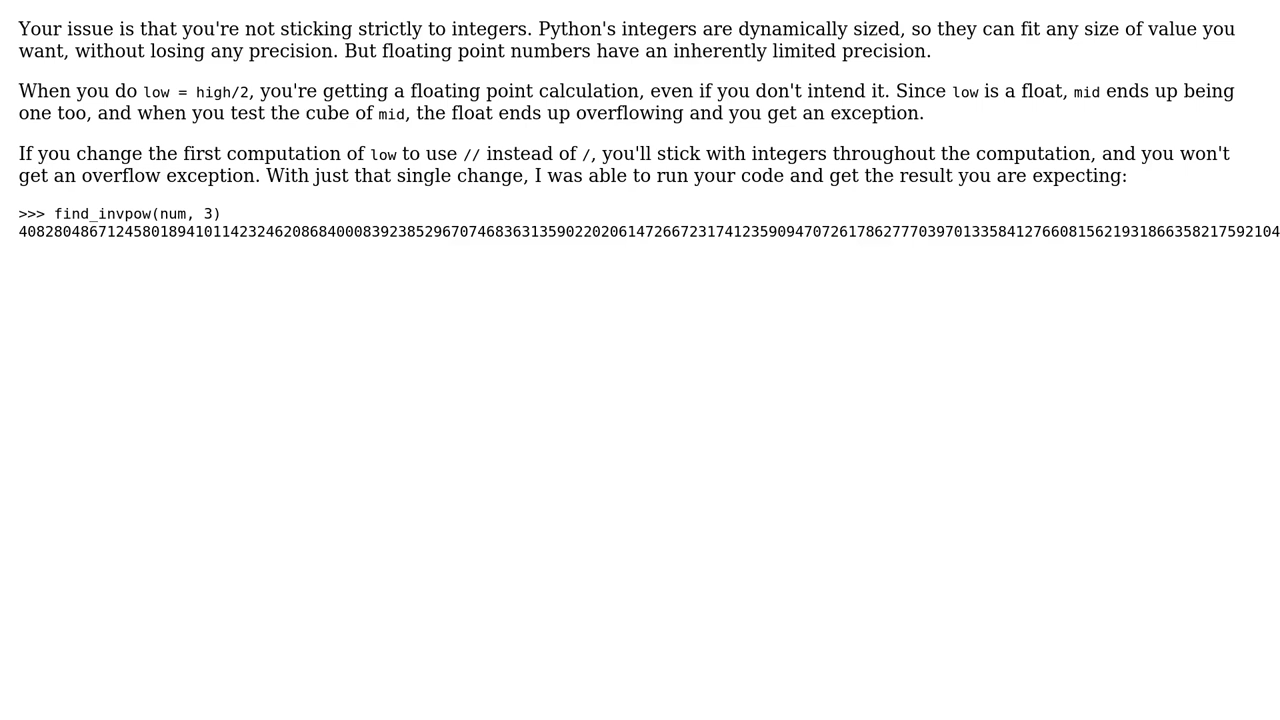 Your issue is that you're not sticking strictly to integers. Python's integers are dynamically sized, so they can fit any size of value you
want, without losing any precision. But floating point numbers have an inherently limited precision.
When you do low = high/2, you're getting a floating point calculation, even if you don't intend it. Since low is a float, mid ends up being
one too, and when you test the cube of mid, the float ends up overflowing and you get an exception.
If you change the first computation of low to use // instead of /, you'll stick with integers throughout the computation, and you won't
get an overflow exception. With just that single change, I was able to run your code and get the result you are expecting:
>>> find_invpow(num, 3)
40828048671245801894101142324620868400083923852967074683631359022020614726672317412359094707261786277703970133584127660815621931866358217592104